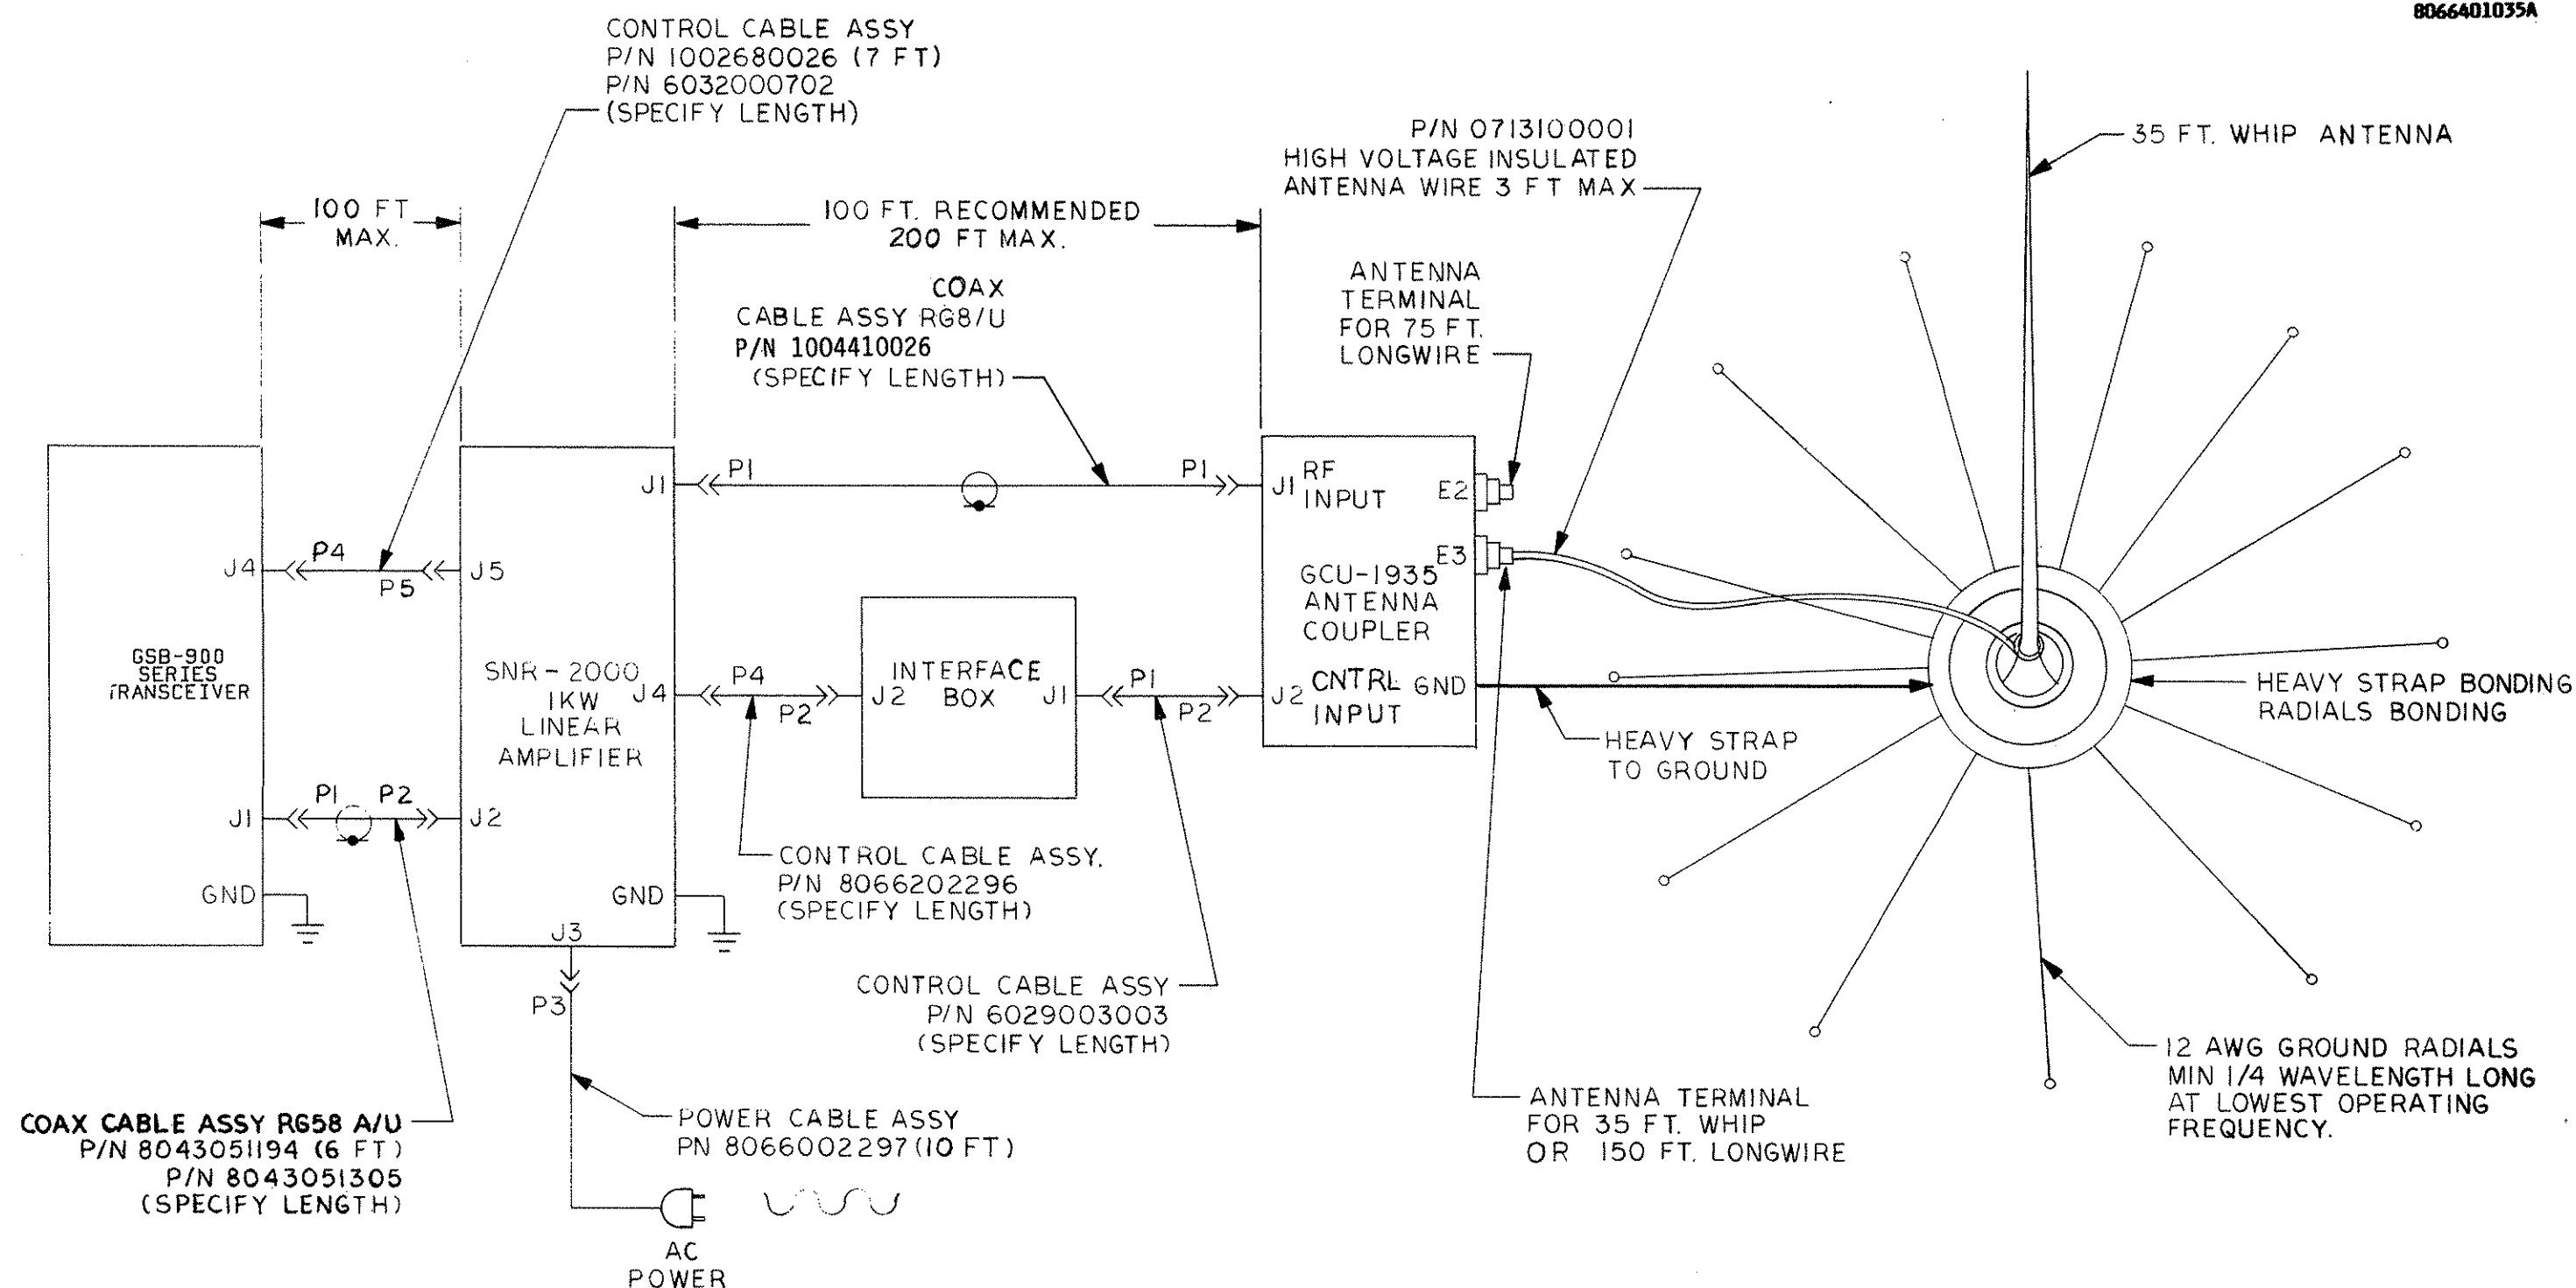 8066401035A
CONTROL CABLE ASSY
P/N 1002680026 (7 FT)
P/N 6032000702
(SPECIFY LENGTH)
P/N 0713100001
HIGH VOLTAGE INSULATED
ANTENNA WIRE 3 FT MAX
35 FT. WHIP ANTENNA
100 FT
MAX.
100 FT. RECOMMENDED
200 FT MAX.
COAX
CABLE ASSY RG8/U
P/N 1004410026
(SPECIFY LENGTH)
ANTENNA
TERMINAL
FOR 75 FT.
LONGWIRE
J1
P1
P1
J1
RF
INPUT
E2
E3
J4
P4
P5
J5
GCU-1935
ANTENNA
COUPLER
GSB-900
SERIES
TRANSCEIVER
SNR-2000
1KW
LINEAR
AMPLIFIER
J4
P4
P2
J2
INTERFACE
BOX
J1
P1
P2
J2
CNTRL
INPUT
GND
HEAVY STRAP BONDING
RADIALS BONDING
HEAVY STRAP
TO GROUND
J1
P1
P2
J2
GND
GND
J3
P3
CONTROL CABLE ASSY.
P/N 8066202296
(SPECIFY LENGTH)
CONTROL CABLE ASSY
P/N 6029003003
(SPECIFY LENGTH)
12 AWG GROUND RADIALS
MIN 1/4 WAVELENGTH LONG
AT LOWEST OPERATING
FREQUENCY.
ANTENNA TERMINAL
FOR 35 FT. WHIP
OR 150 FT. LONGWIRE
COAX CABLE ASSY RG58 A/U
P/N 8043051194 (6 FT)
P/N 8043051305
(SPECIFY LENGTH)
POWER CABLE ASSY
PN 8066002297(10 FT)
AC
POWER